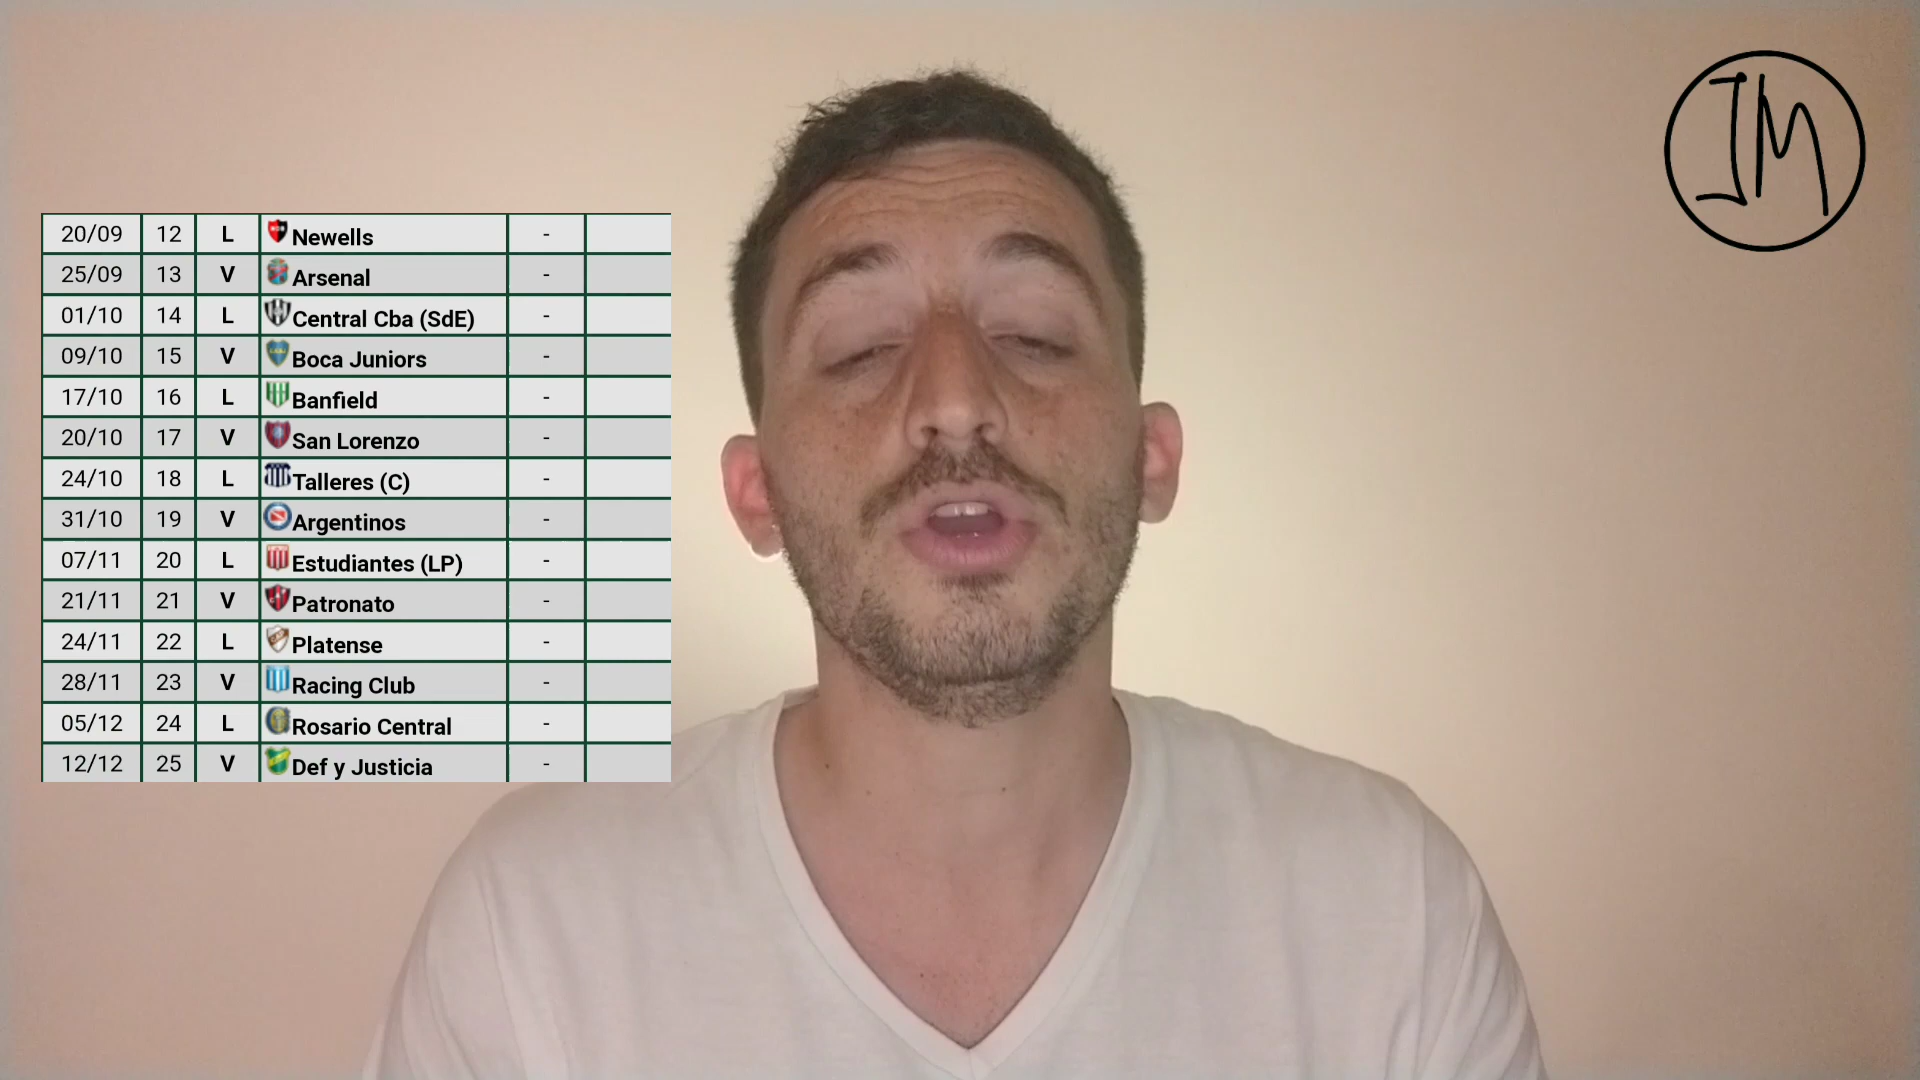 20/09 12 L Newells -
25/09 13 V Arsenal -
01/10 14 L Central Cba (SdE) -
09/10 15 V Boca Juniors -
17/10 16 L Banfield -
20/10 17 V San Lorenzo -
24/10 18 L Talleres (C) -
31/10 19 V Argentinos -
07/11 20 L Estudiantes (LP) -
21/11 21 V Patronato -
24/11 22 L Platense -
28/11 23 V Racing Club -
05/12 24 L Rosario Central -
12/12 25 V Def y Justicia -
JM